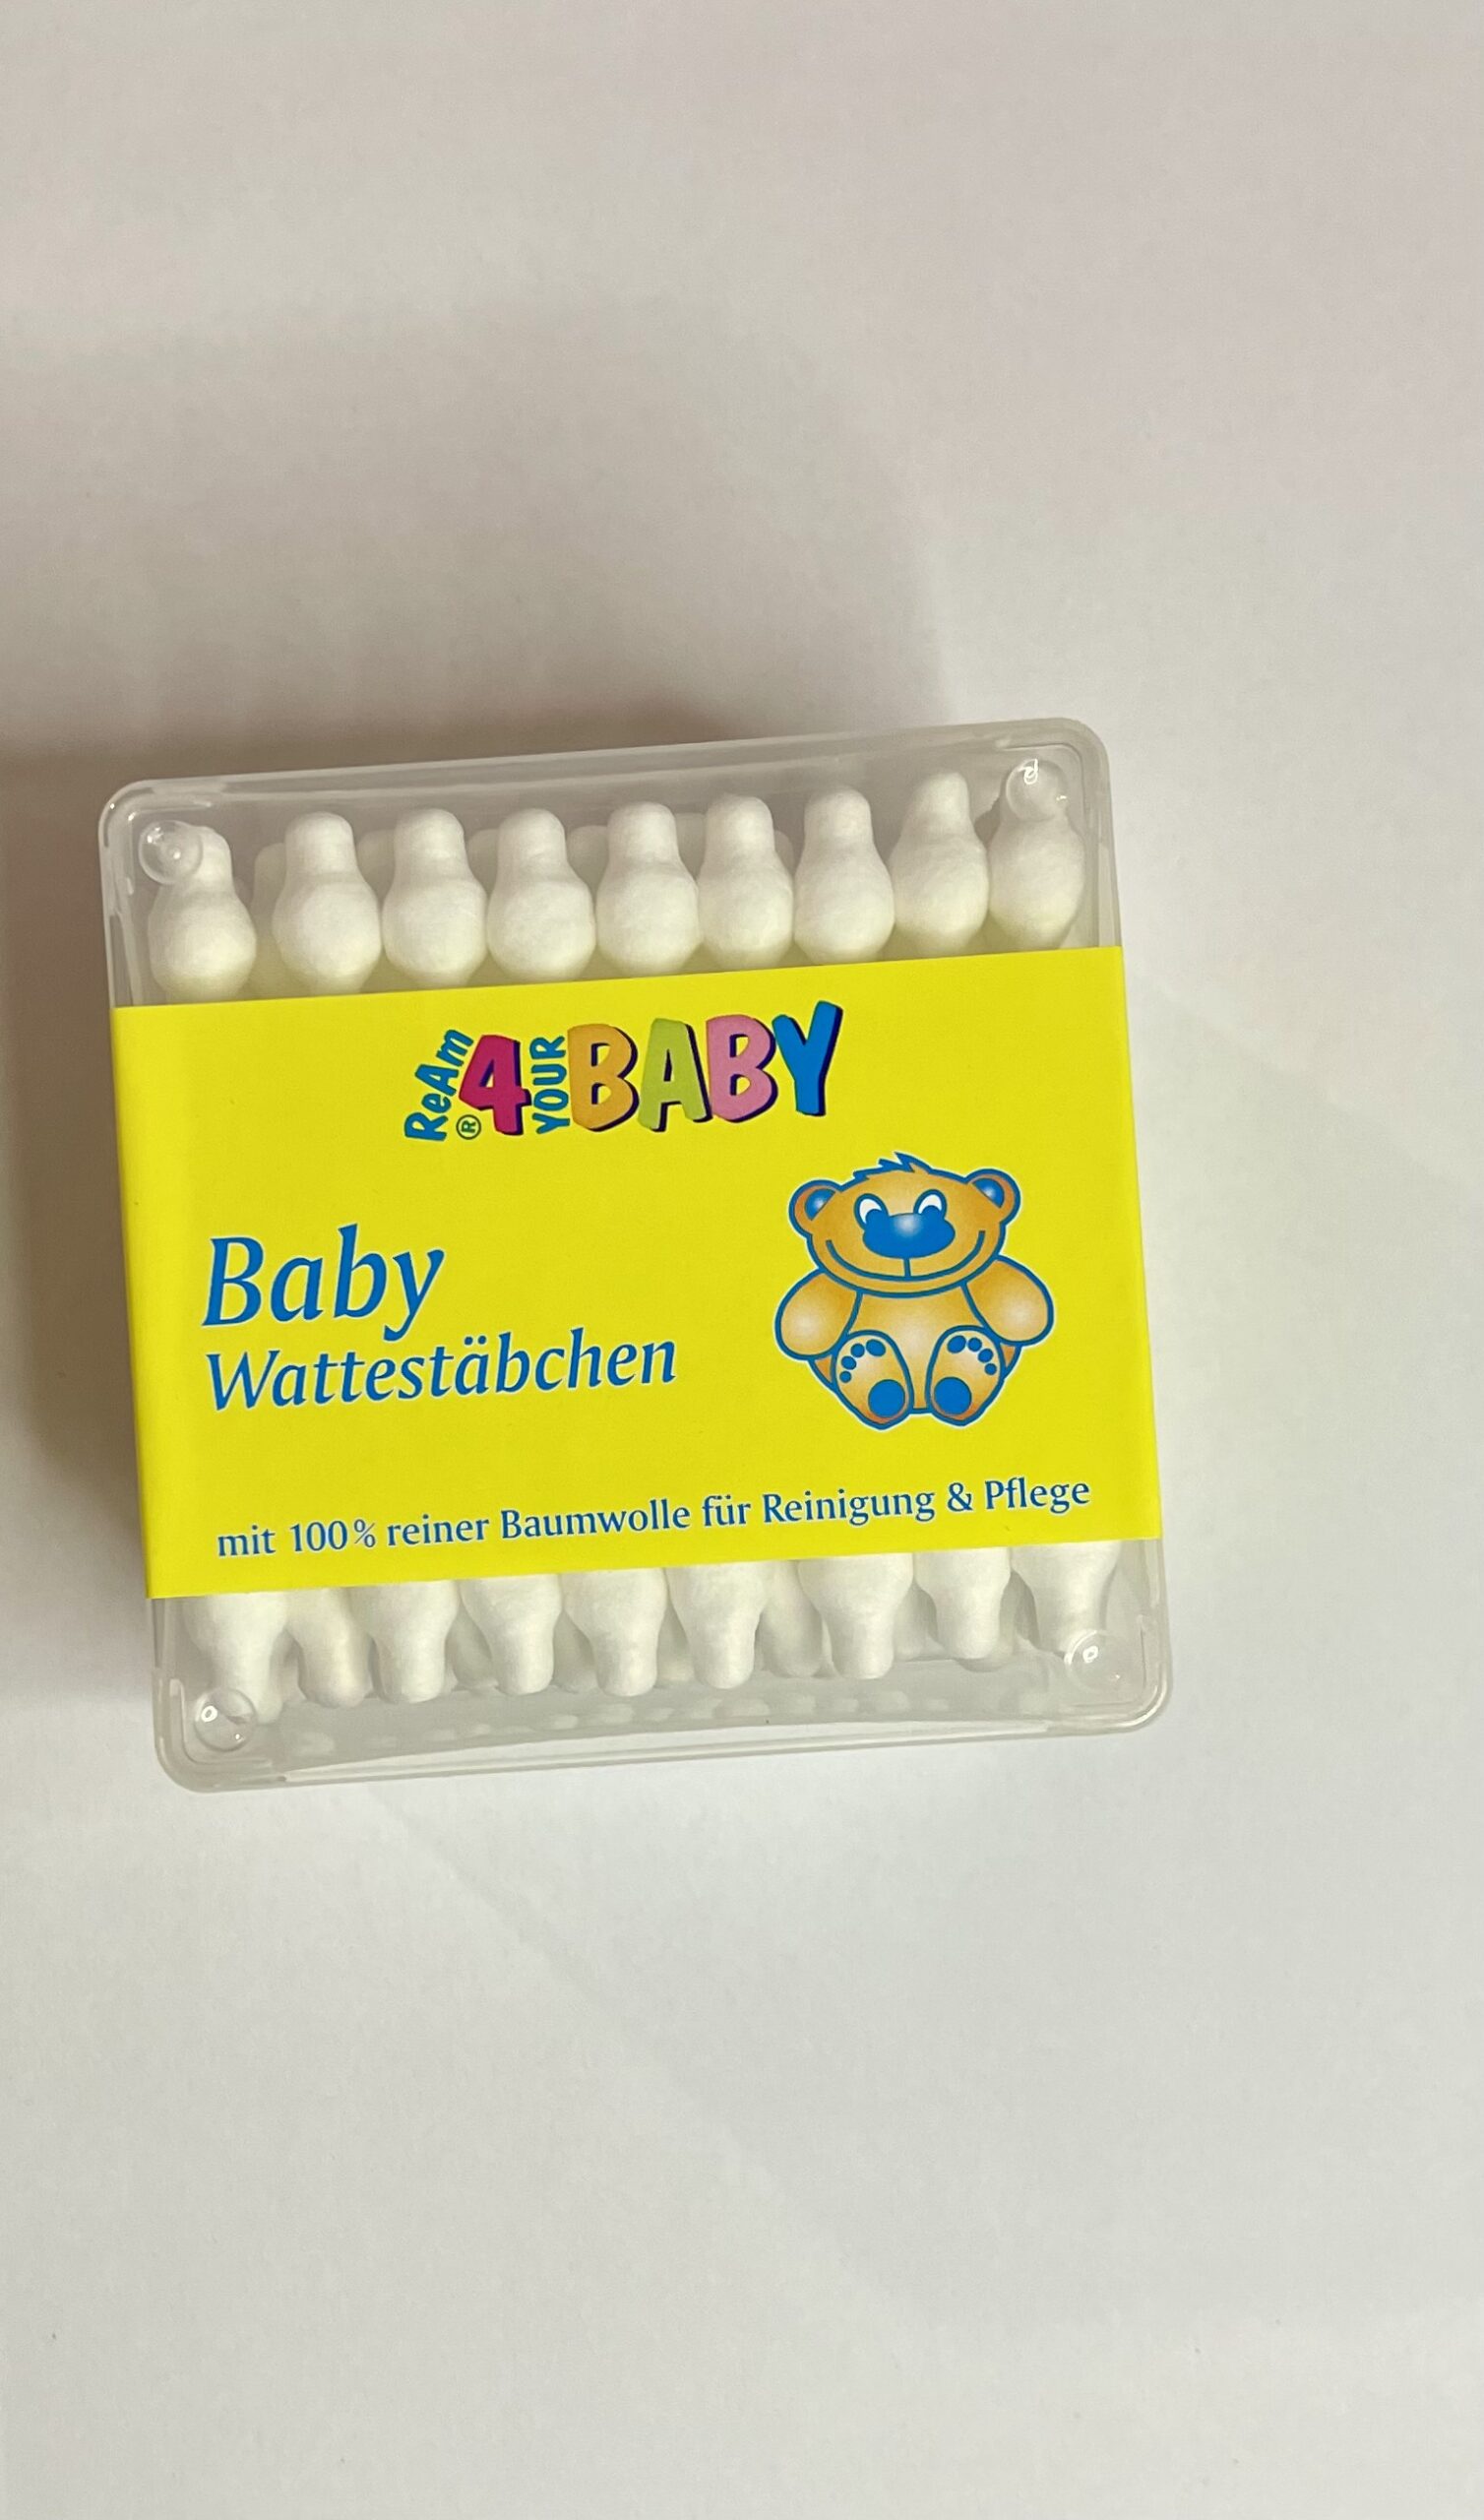 ReAm® 4 YOUR BABY
Baby
Wattestäbchen
mit 100% reiner Baumwolle für Reinigung & Pflege